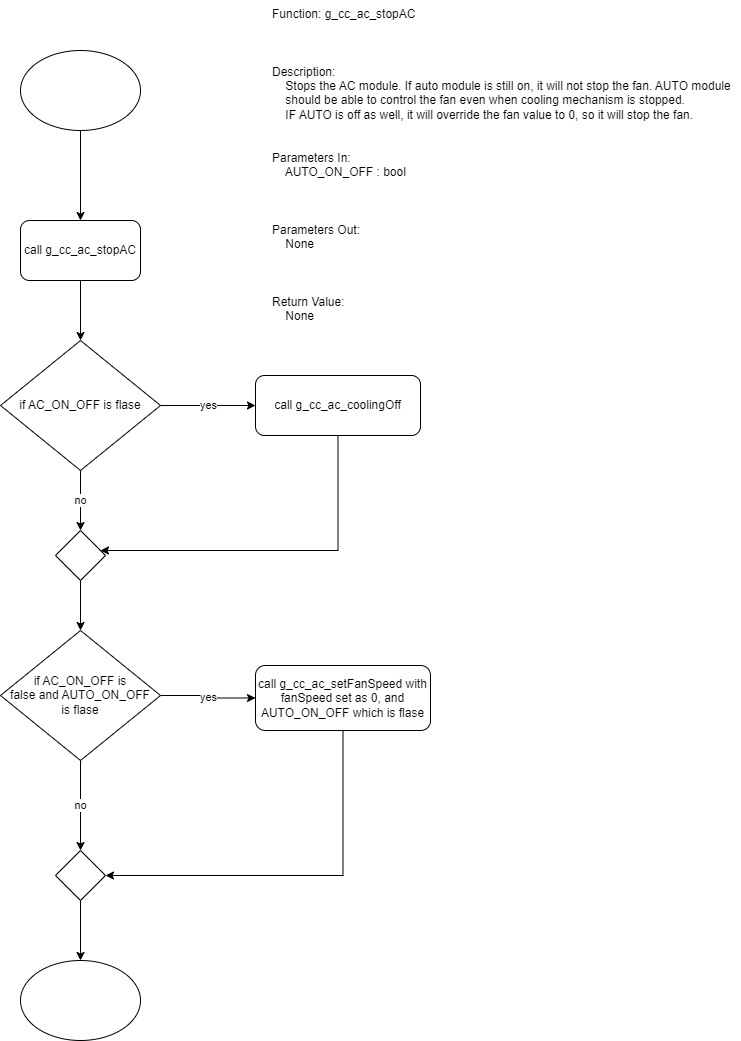 Function: g_cc_ac_stopAC
Description:
Stops the AC module. If auto module is still on, it will not stop the fan. AUTO module
should be able to control the fan even when cooling mechanism is stopped.
IF AUTO is off as well, it will override the fan value to 0, so it will stop the fan.
Parameters In:
AUTO_ON_OFF : bool
Parameters Out:
None
Return Value:
None
call g_cc_ac_stopAC
if AC_ON_OFF is flase
yes
call g_cc_ac_coolingOff
no
if AC_ON_OFF is
false and AUTO_ON_OFF
is flase
yes
call g_cc_ac_setFanSpeed with
fanSpeed set as 0, and
AUTO_ON_OFF which is flase
no